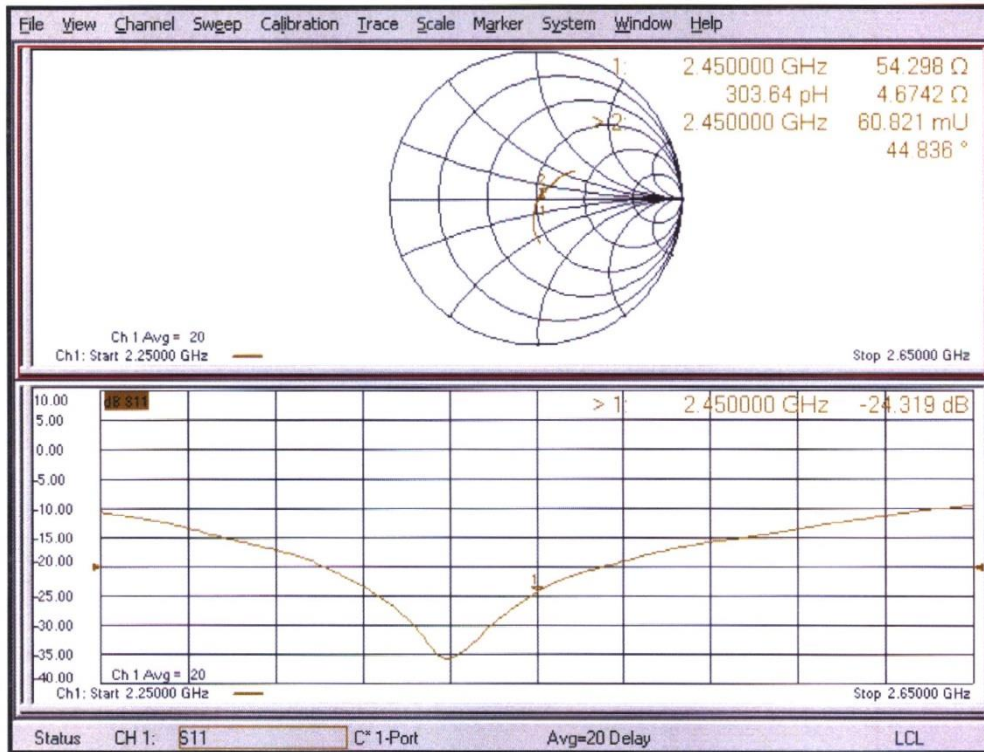 File View Channel Sweep Calibration Trace Scale Marker System Window Help
1: 2.450000 GHz 54.298 Ω
303.64 pH 4.6742 Ω
> 2: 2.450000 GHz 60.821 mU
44.836 °
2
1
Ch 1 Avg = 20
Ch1: Start 2.25000 GHz Stop 2.65000 GHz
10.00 dB S11 > 1: 2.450000 GHz -24.319 dB
5.00
0.00
-5.00
-10.00
-15.00
-20.00
-25.00 1
-30.00
-35.00
-40.00
Ch 1 Avg = 20
Ch1: Start 2.25000 GHz Stop 2.65000 GHz
Status CH 1: S11 C* 1-Port Avg=20 Delay LCL